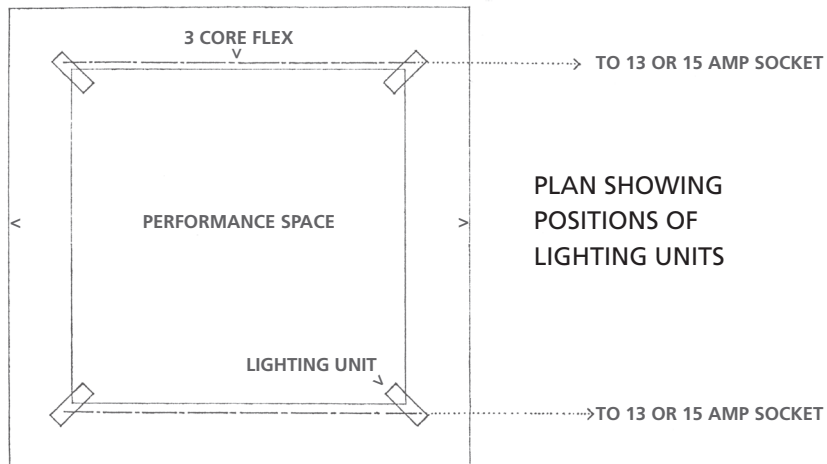 3 CORE FLEX
TO 13 OR 15 AMP SOCKET
PLAN SHOWING
POSITIONS OF
LIGHTING UNITS
PERFORMANCE SPACE
LIGHTING UNIT
TO 13 OR 15 AMP SOCKET